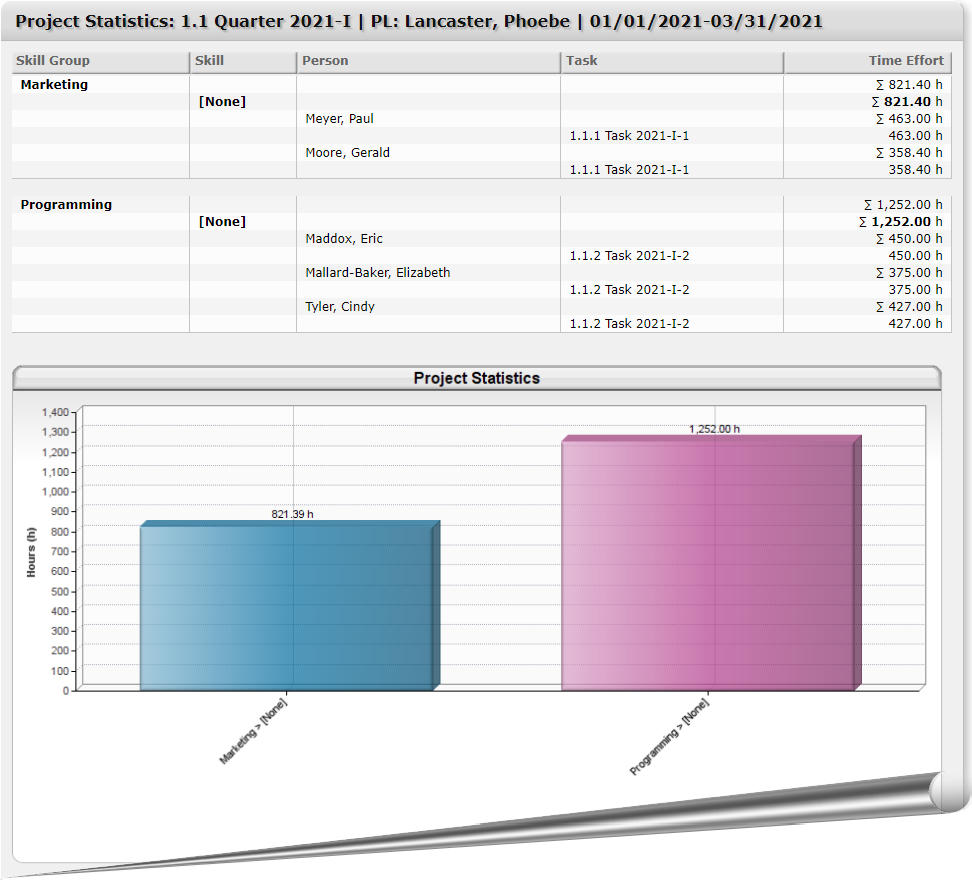 Project Statistics: 1.1 Quarter 2021-I | PL: Lancaster, Phoebe | 01/01/2021-03/31/2021
Skill Group Skill Person Task Time Effort
Marketing Σ 821.40 h
[None] Σ 821.40 h
Meyer, Paul Σ 463.00 h
1.1.1 Task 2021-I-1 463.00 h
Moore, Gerald Σ 358.40 h
1.1.1 Task 2021-I-1 358.40 h
Programming Σ 1,252.00 h
[None] Σ 1,252.00 h
Maddox, Eric Σ 450.00 h
1.1.2 Task 2021-I-2 450.00 h
Mallard-Baker, Elizabeth Σ 375.00 h
1.1.2 Task 2021-I-2 375.00 h
Tyler, Cindy Σ 427.00 h
1.1.2 Task 2021-I-2 427.00 h
Project Statistics
1,400
1,300
1,200
1,100
1,000
900
800
700
600
500
400
300
200
100
0
Hours (h)
821.39 h
1,252.00 h
Marketing > [None]
Programming > [None]